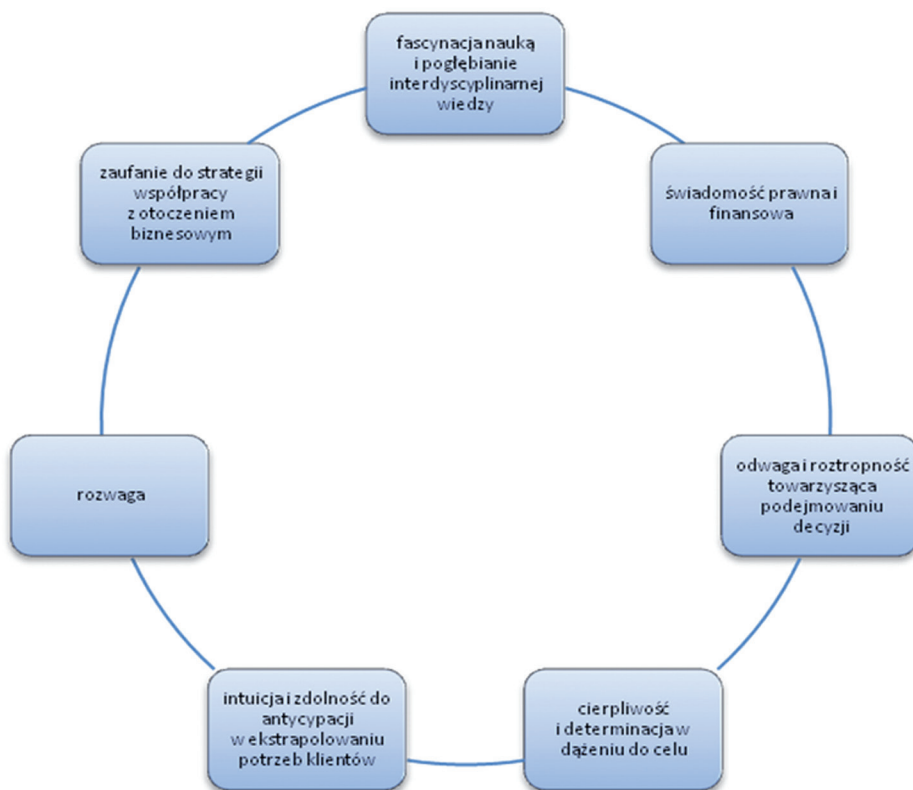 fascynacja nauką
i pogłębianie
interdyscyplinarnej
wiedzy
świadomość prawna i
finansowa
odwaga i roztropność
towarzysząca
podejmowaniu
decyzji
cierpliwość
i determinacja w
dążeniu do celu
intuicja i zdolność do
antycypacji
w ekstrapolowaniu
potrzeb klientów
rozwaga
zaufanie do strategii
współpracy
z otoczeniem
biznesowym